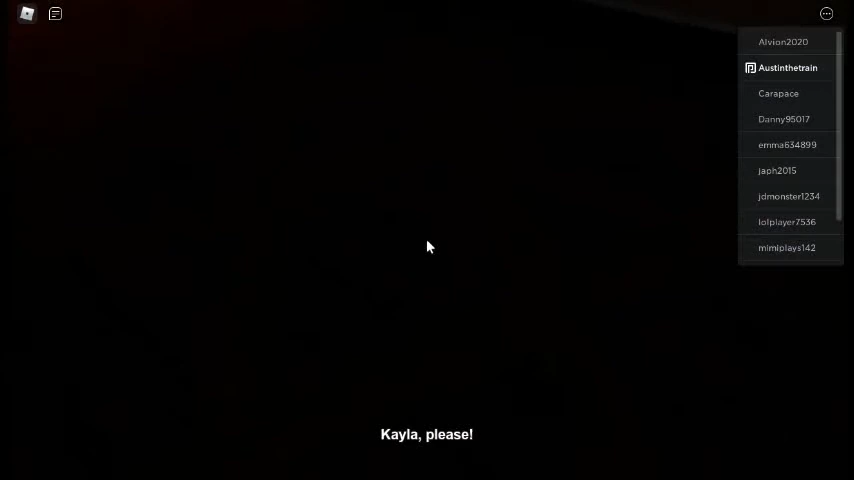 Alvion2020
Austinthetrain
Carapace
Danny95017
emma634899
japh2015
jdmonster1234
lolplayer7536
mimiplays142
Kayla, please!